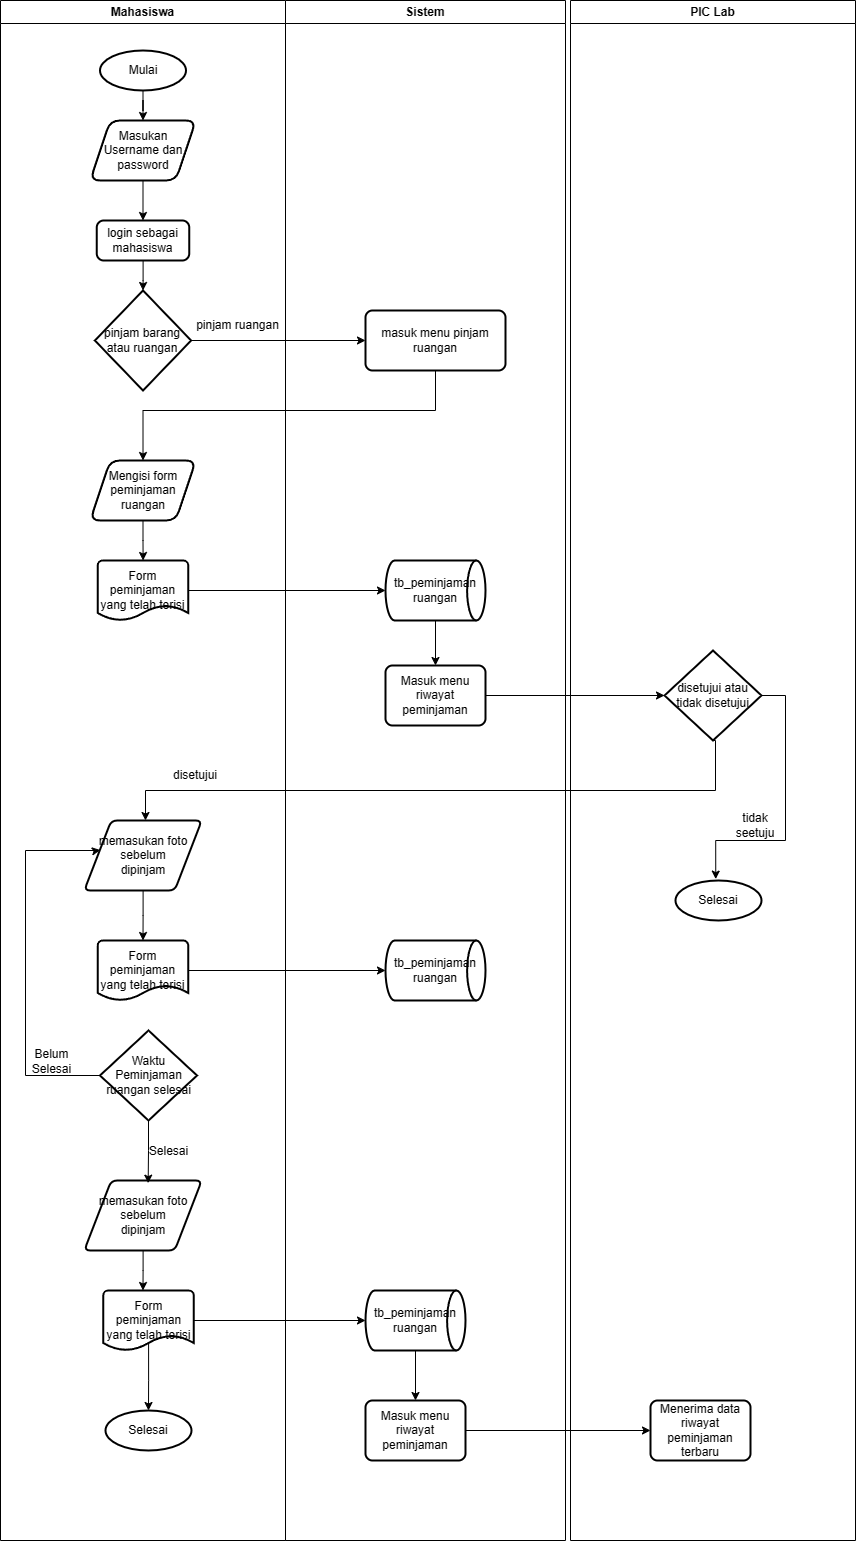 Mahasiswa
Sistem
PIC Lab
Mulai
Masukan
Username dan
password
login sebagai
mahasiswa
pinjam barang
atau ruangan
pinjam ruangan
masuk menu pinjam
ruangan
Mengisi form
peminjaman
ruangan
Form
peminjaman
yang telah terisi
tb_peminjaman
ruangan
Masuk menu
riwayat
peminjaman
disetujui atau
tidak disetujui
disetujui
tidak
seetuju
Selesai
memasukan foto
sebelum
dipinjam
Form
peminjaman
yang telah terisi
tb_peminjaman
ruangan
Waktu
Peminjaman
ruangan selesai
Belum
Selesai
Selesai
memasukan foto
sebelum
dipinjam
Form
peminjaman
yang telah terisi
tb_peminjaman
ruangan
Selesai
Masuk menu
riwayat
peminjaman
Menerima data
riwayat
peminjaman
terbaru